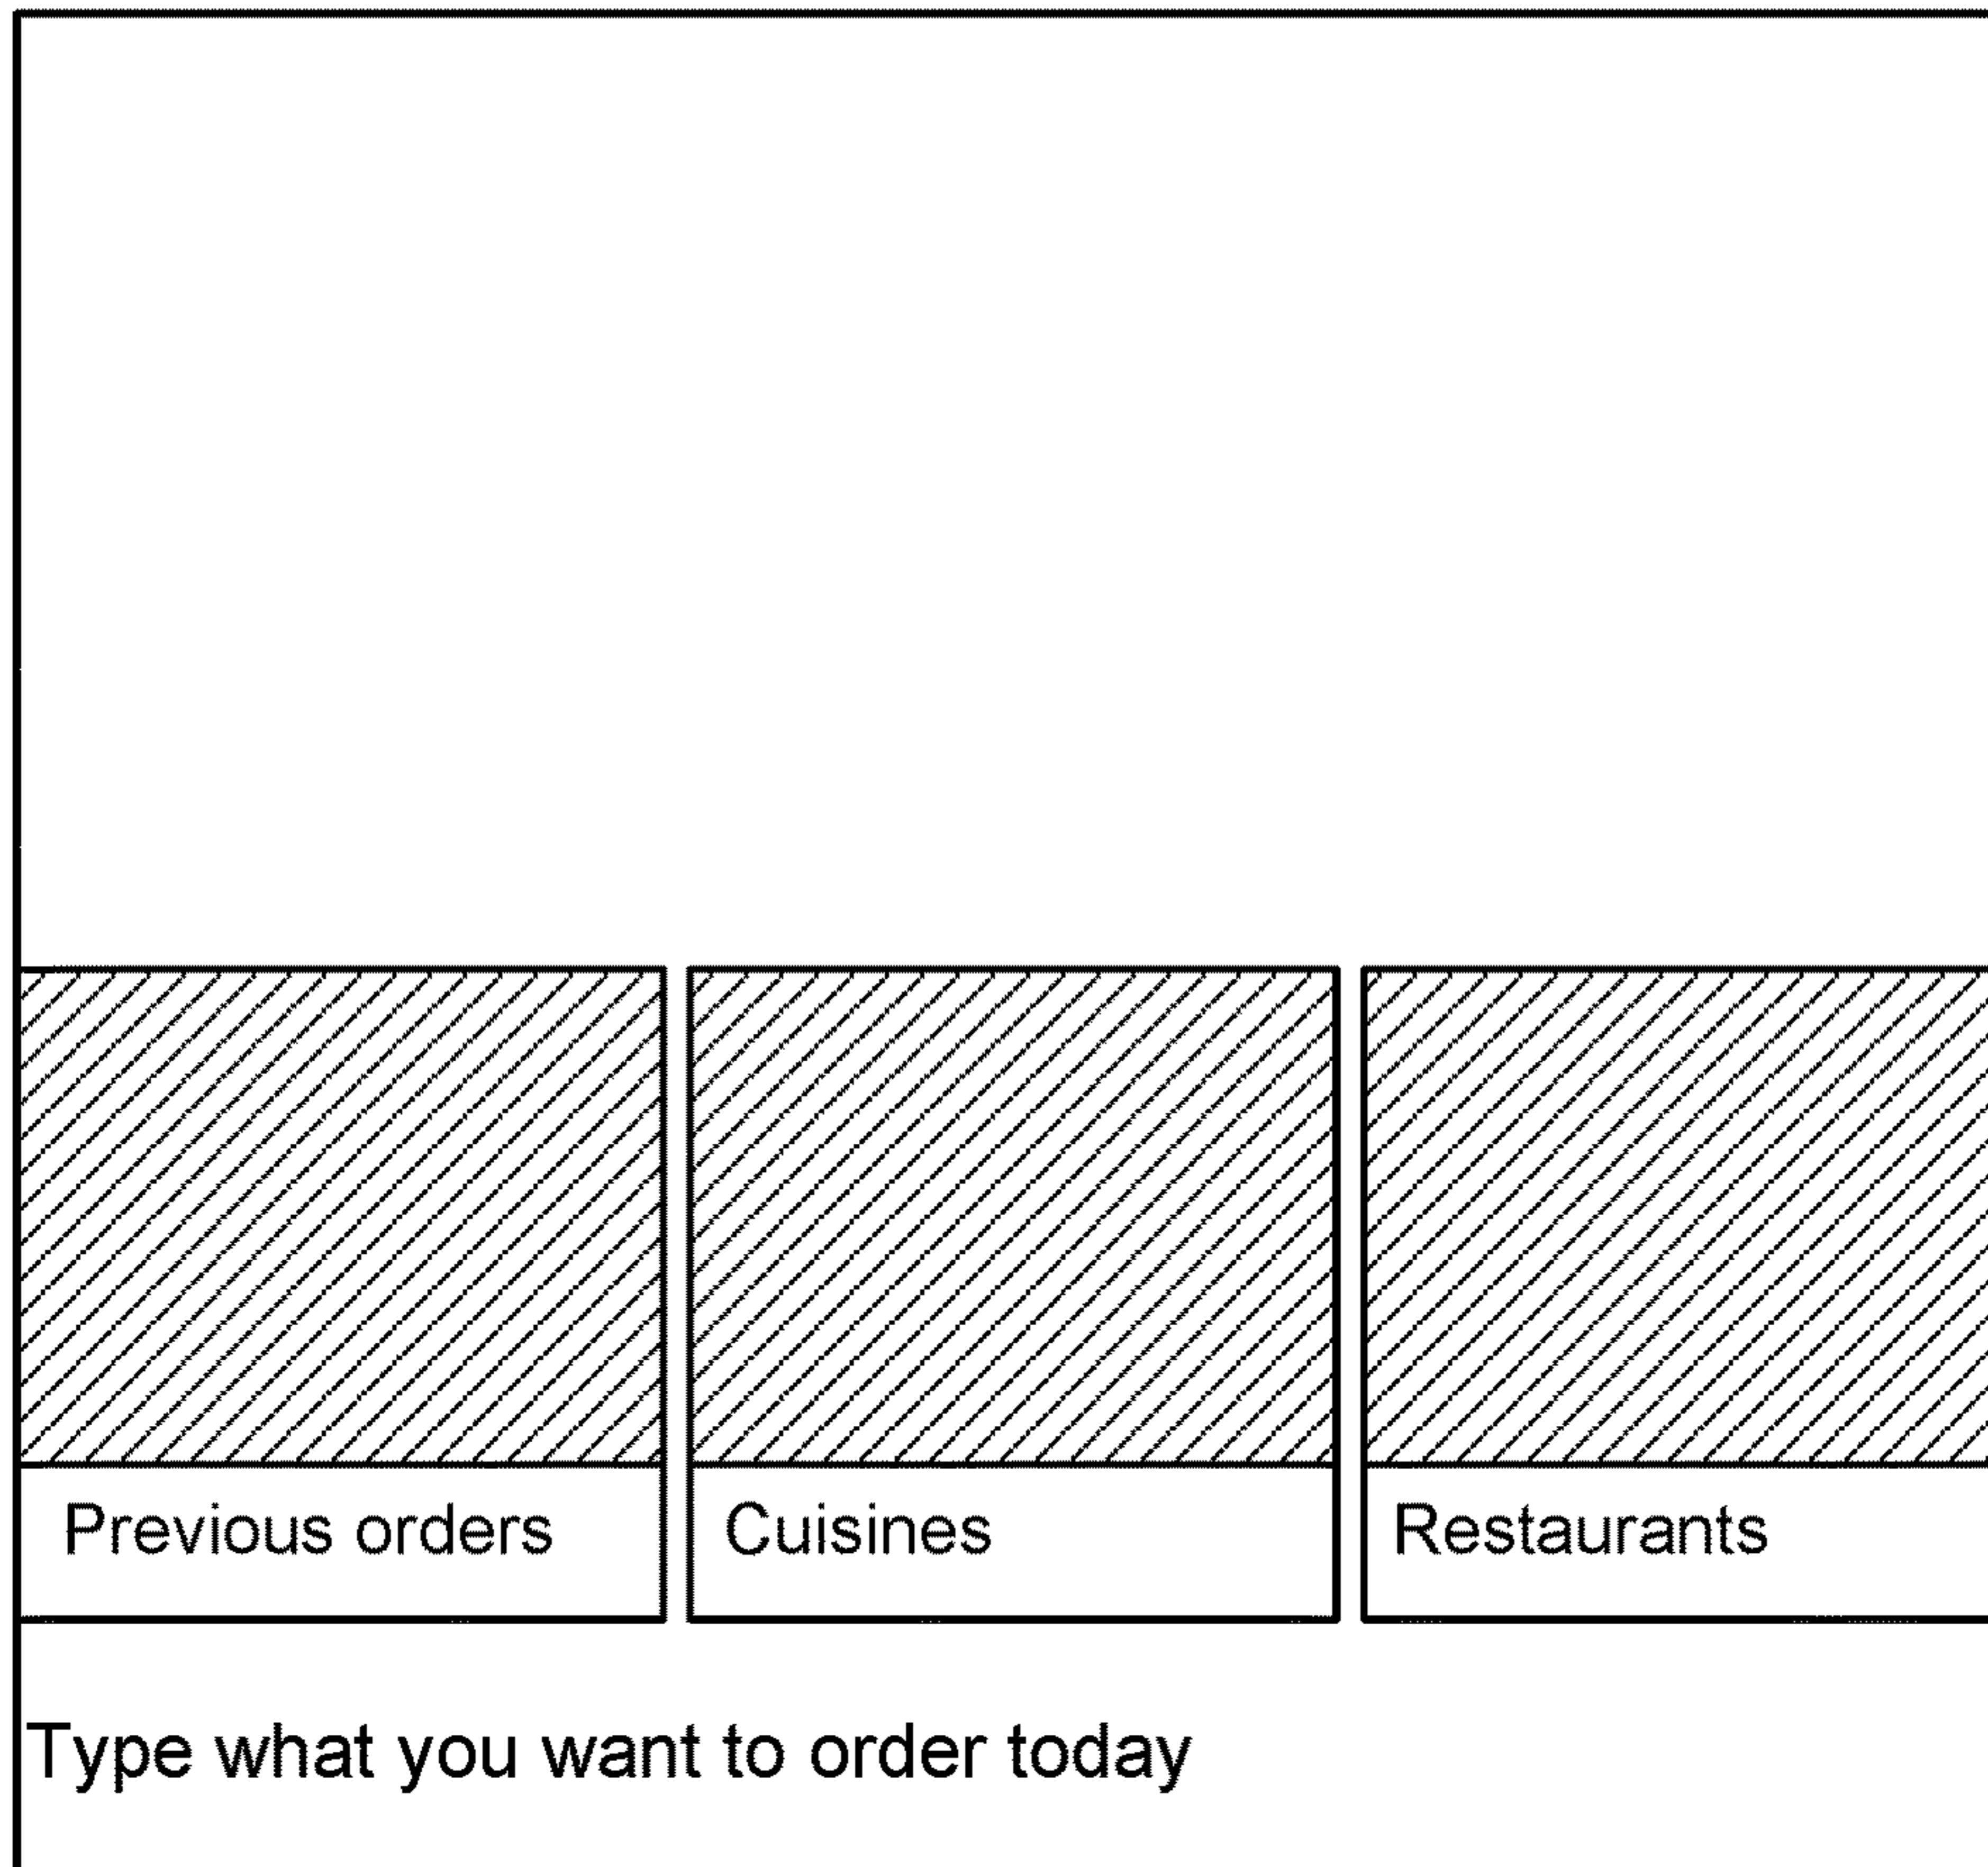 Previous orders
Cuisines
Restaurants
Type what you want to order today